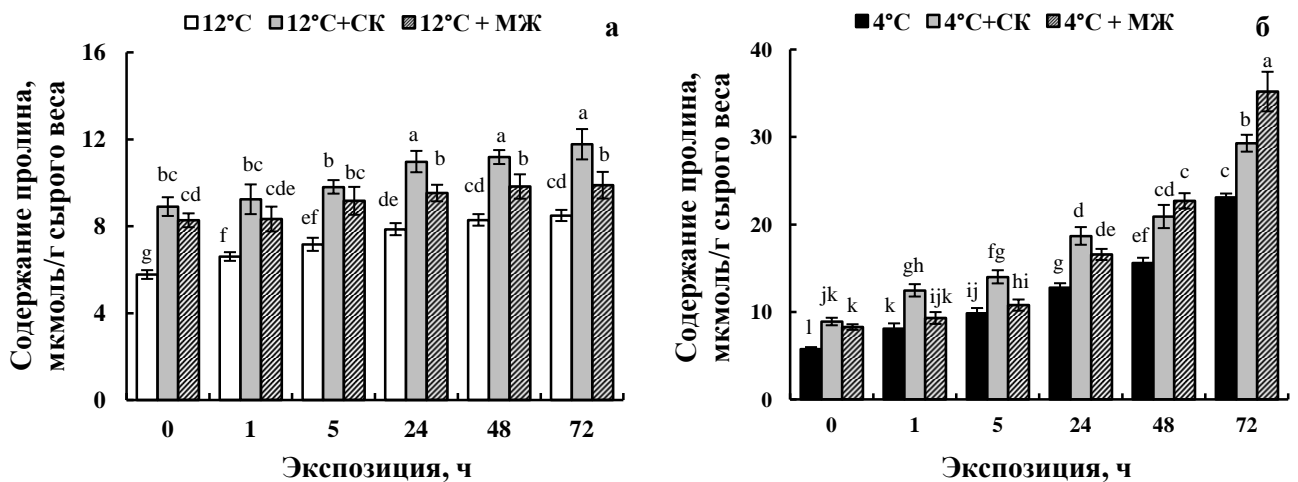 12°С 12°С+СК 12°С + МЖ а
Содержание пролина,
мкмоль/г сырого веса
16
12
8
4
0
g bc cd
f bc cde
ef b bc
de a b
cd a b
cd a b
0 1 5 24 48 72
Экспозиция, ч
4°С 4°С+СК 4°С + МЖ б
Содержание пролина,
мкмоль/г сырого веса
40
30
20
10
0
l jk k
k gh ijk
ij fg hi
g d de
ef cd c
c b a
0 1 5 24 48 72
Экспозиция, ч